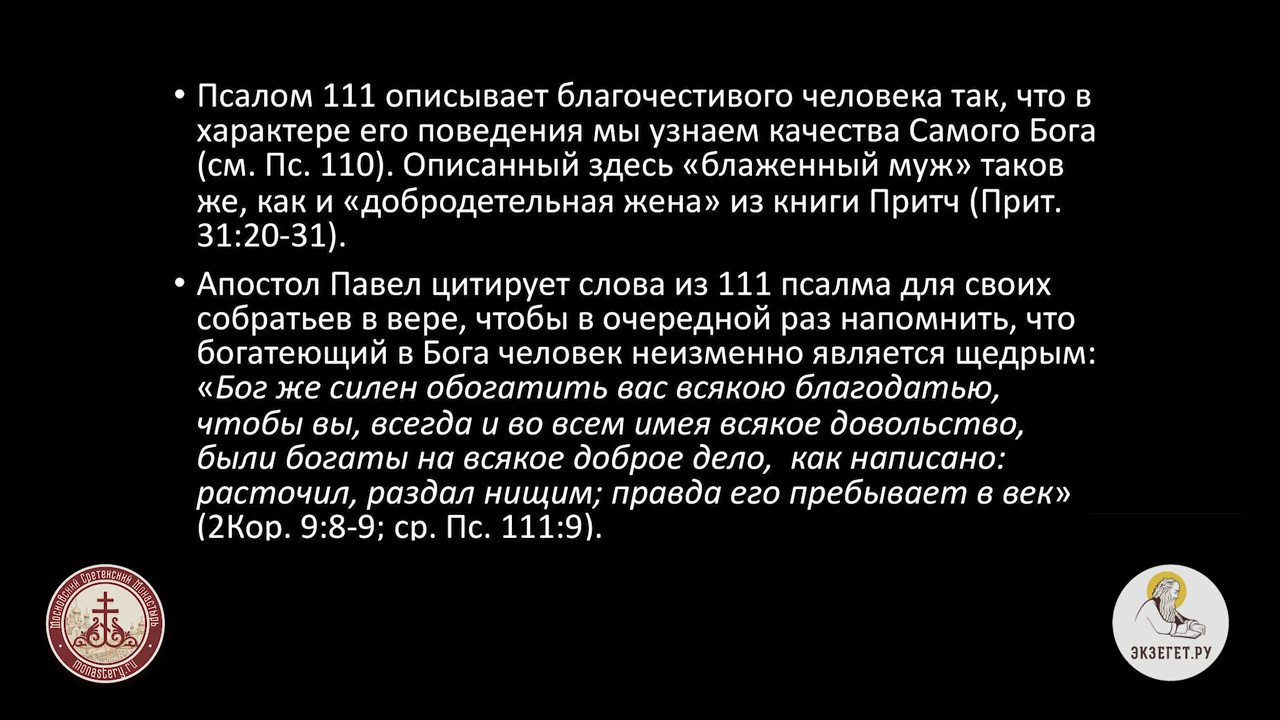 • Псалом 111 описывает благочестивого человека так, что в
характере его поведения мы узнаем качества Самого Бога
(см. Пс. 110). Описанный здесь «блаженный муж» таков
же, как и «добродетельная жена» из книги Притч (Прит.
31:20-31).
• Апостол Павел цитирует слова из 111 псалма для своих
собратьев в вере, чтобы в очередной раз напомнить, что
богатеющий в Бога человек неизменно является щедрым:
«Бог же силен обогатить вас всякою благодатью,
чтобы вы, всегда и во всем имея всякое довольство,
были богаты на всякое доброе дело,  как написано:
расточил, раздал нищим; правда его пребывает в век»
(2Кор. 9:8-9; ср. Пс. 111:9).
Московский Сретенский Монастырь
monastery.ru
ЭКЗЕГЕТ.РУ